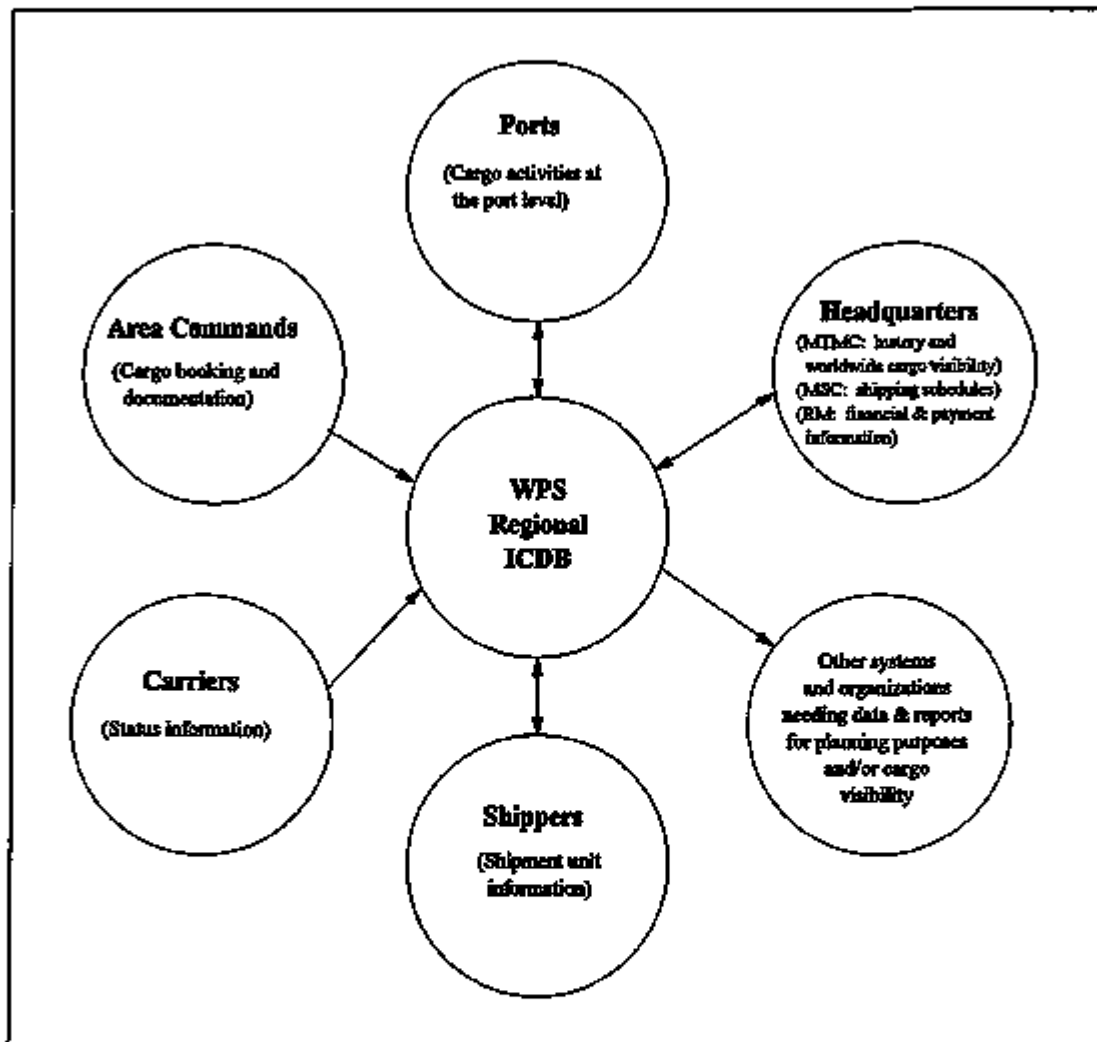 Ports
(Cargo activities at
the port level)
Area Commands
(Cargo booking and
documentation)
Headquarters
(MTMC: history and
worldwide cargo visibility)
(MSC: shipping schedules)
(RM: financial & payment
information)
WPS
Regional
ICDB
Carriers
(Status information)
Other systems
and organizations
needing data & reports
for planning purposes
and/or cargo
visibility
Shippers
(Shipment unit
information)